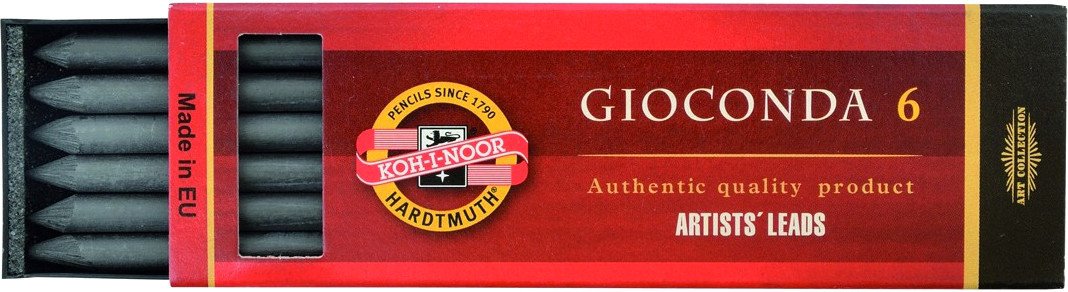 Made in EU
PENCILS SINCE 1790
KOH-I-NOOR
HARDTMUTH®
GIOCONDA 6
Authentic quality product
ARTISTS´ LEADS
ART COLLECTION